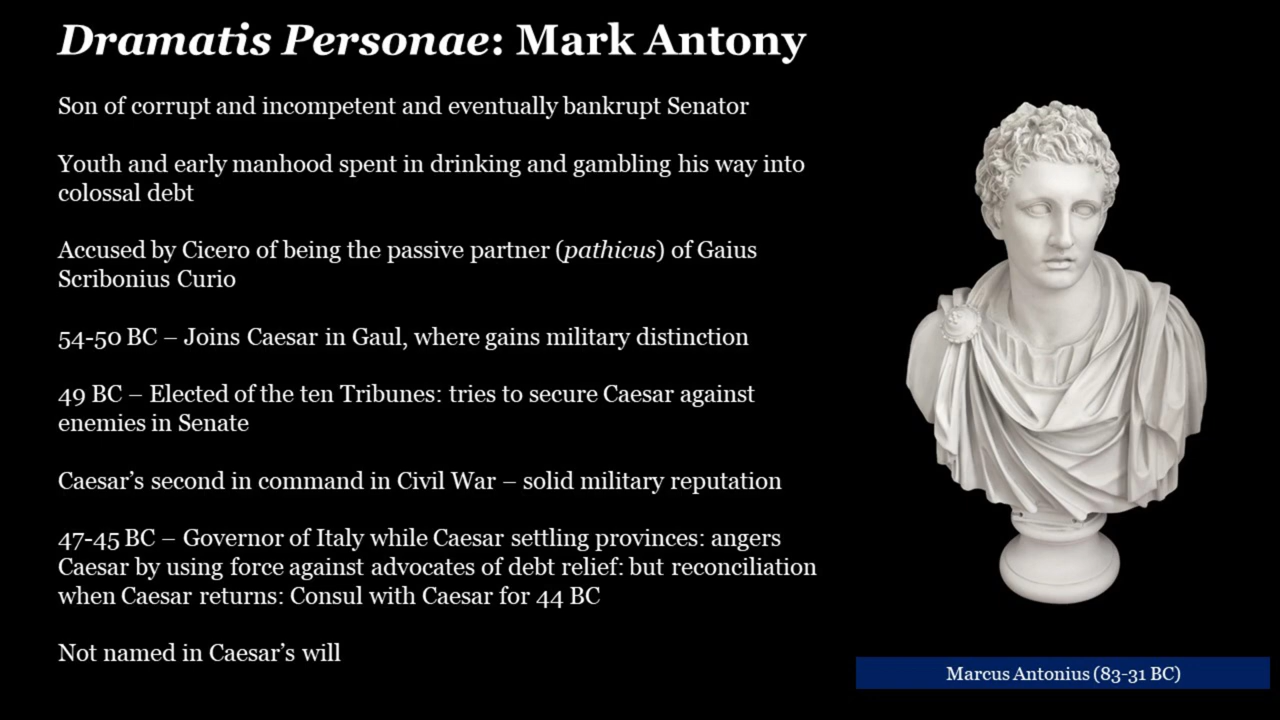 Dramatis Personae: Mark Antony
Son of corrupt and incompetent and eventually bankrupt Senator
Youth and early manhood spent in drinking and gambling his way into
colossal debt
Accused by Cicero of being the passive partner (pathicus) of Gaius
Scribonius Curio
54-50 BC – Joins Caesar in Gaul, where gains military distinction
49 BC – Elected of the ten Tribunes: tries to secure Caesar against
enemies in Senate
Caesar’s second in command in Civil War – solid military reputation
47-45 BC – Governor of Italy while Caesar settling provinces: angers
Caesar by using force against advocates of debt relief: but reconciliation
when Caesar returns: Consul with Caesar for 44 BC
Not named in Caesar’s will
Marcus Antonius (83-31 BC)